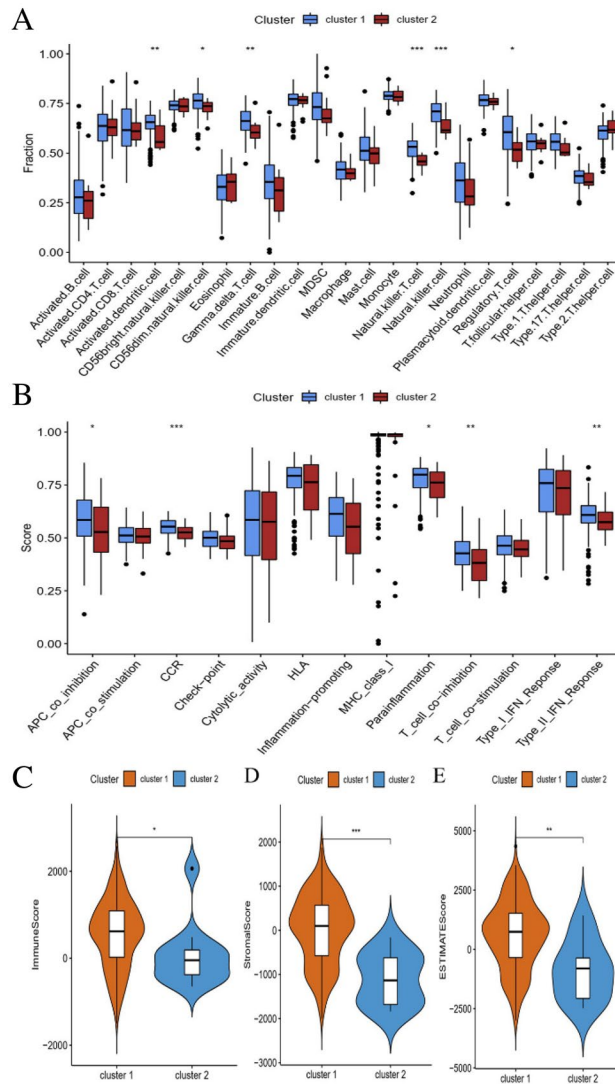 A
Cluster cluster 1 cluster 2
** * ** *** *** *
1.00
0.75
0.50
0.25
0.00
Fraction
Activated.B.cell
Activated.CD4.T.cell
Activated.CD8.T.cell
Activated.dendritic.cell
CD56bright.natural.killer.cell
CD56dim.natural.killer.cell
Eosinophil
Gamma.delta.T.cell
Immature.B.cell
Immature.dendritic.cell
MDSC
Macrophage
Mast.cell
Monocyte
Natural.killer.T.cell
Natural.killer.cell
Neutrophil
Plasmacytoid.dendritic.cell
Regulatory.T.cell
T.follicular.helper.cell
Type.1.T.helper.cell
Type.17.T.helper.cell
Type.2.T.helper.cell
B
Cluster cluster 1 cluster 2
* *** * ** **
1.00
0.75
0.50
0.25
0.00
Score
APC_co_inhibition
APC_co_stimulation
CCR
Check-point
Cytolytic_activity
HLA
Inflammation-promoting
MHC_class_I
Parainflammation
T_cell_co-inhibition
T_cell_co-stimulation
Type_I_IFN_Reponse
Type_II_IFN_Reponse
C
Cluster cluster 1 cluster 2
*
2000
0
-2000
ImmuneScore
cluster 1 cluster 2
D
Cluster cluster 1 cluster 2
***
2000
1000
0
-1000
-2000
-3000
StromalScore
cluster 1 cluster 2
E
Cluster cluster 1 cluster 2
**
5000
2500
0
-2500
-5000
ESTIMATEScore
cluster 1 cluster 2